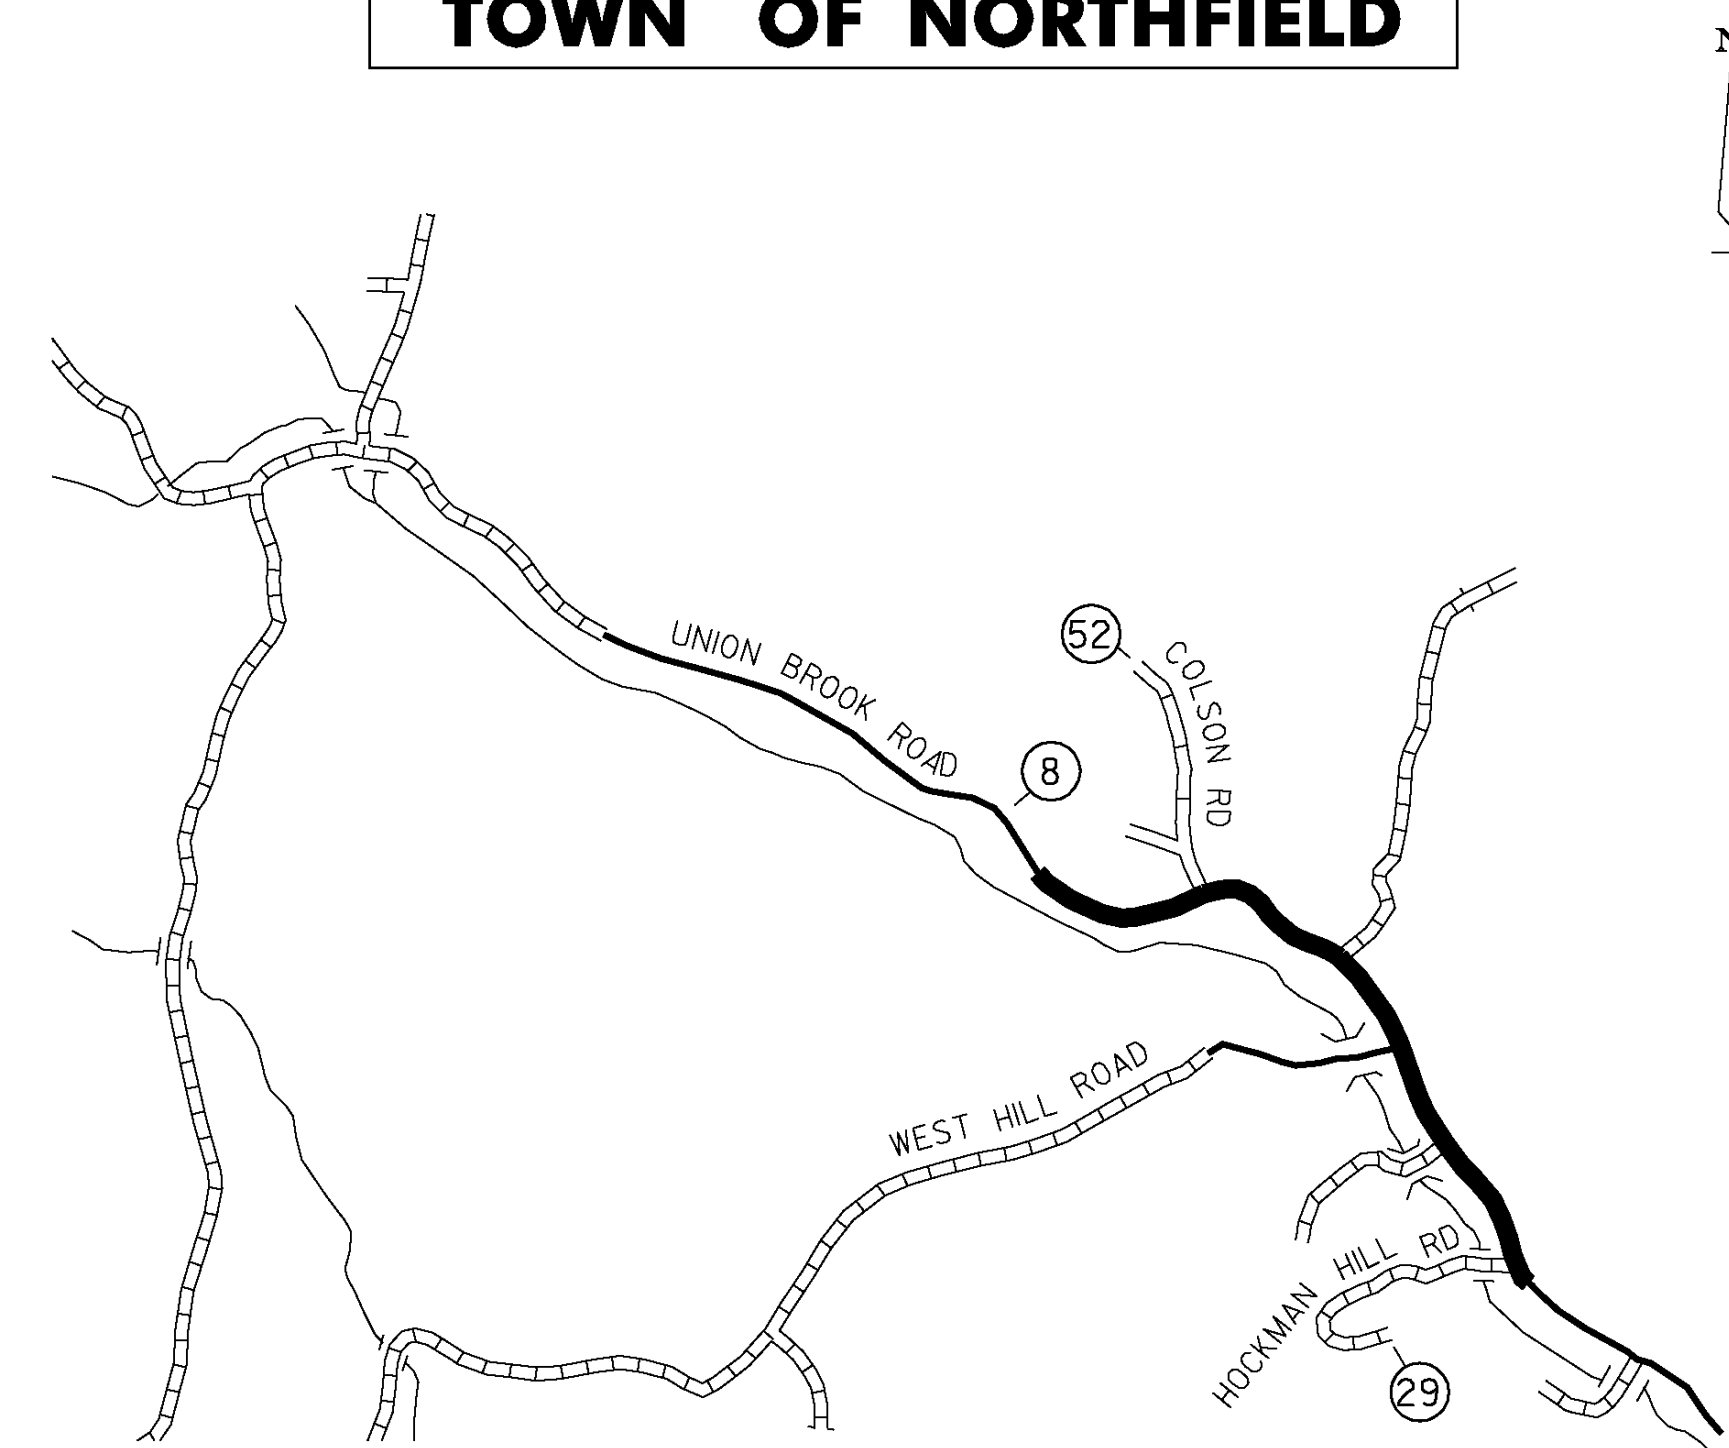 TOWN OF NORTHFIELD
N
UNION BROOK ROAD
52
COLSON RD
8
WEST HILL ROAD
HOCKMAN HILL RD
29